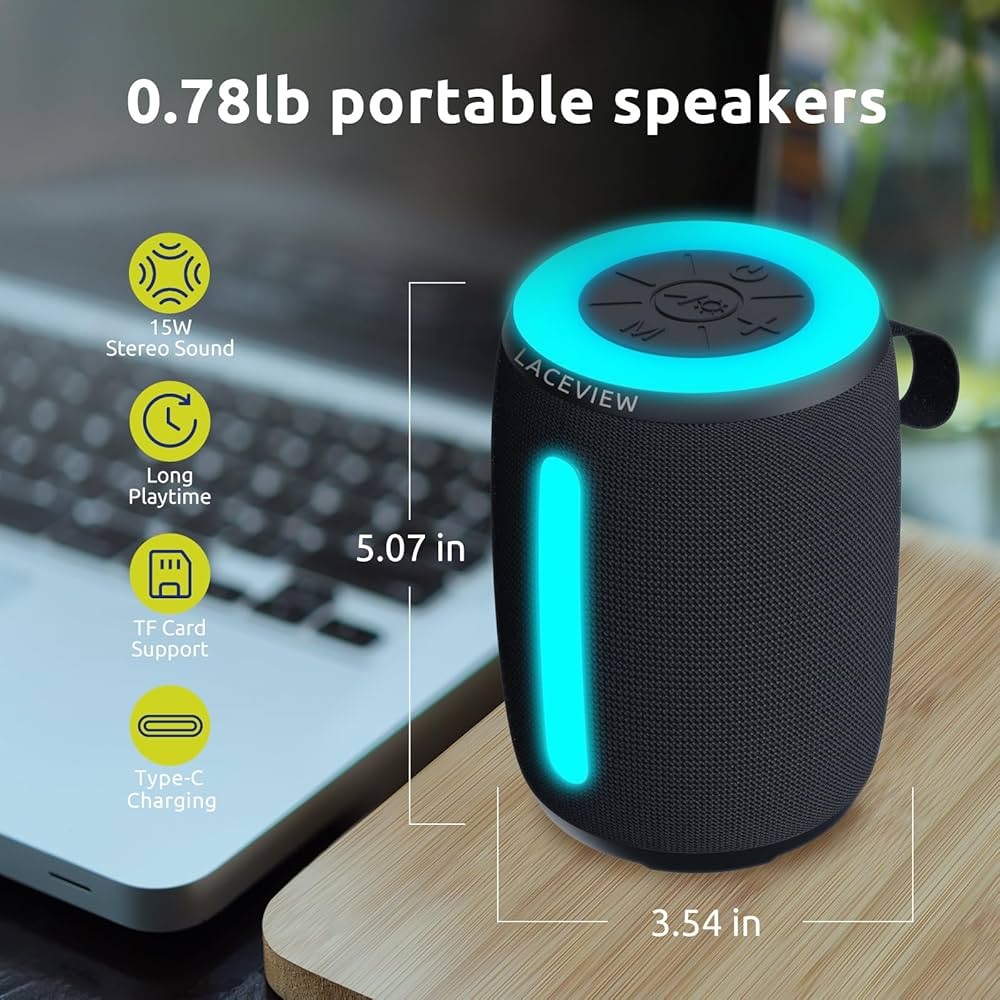 0.78lb portable speakers
15W
Stereo Sound
Long
Playtime
TF Card
Support
Type-C
Charging
LACEVIEW
M
5.07 in
3.54 in